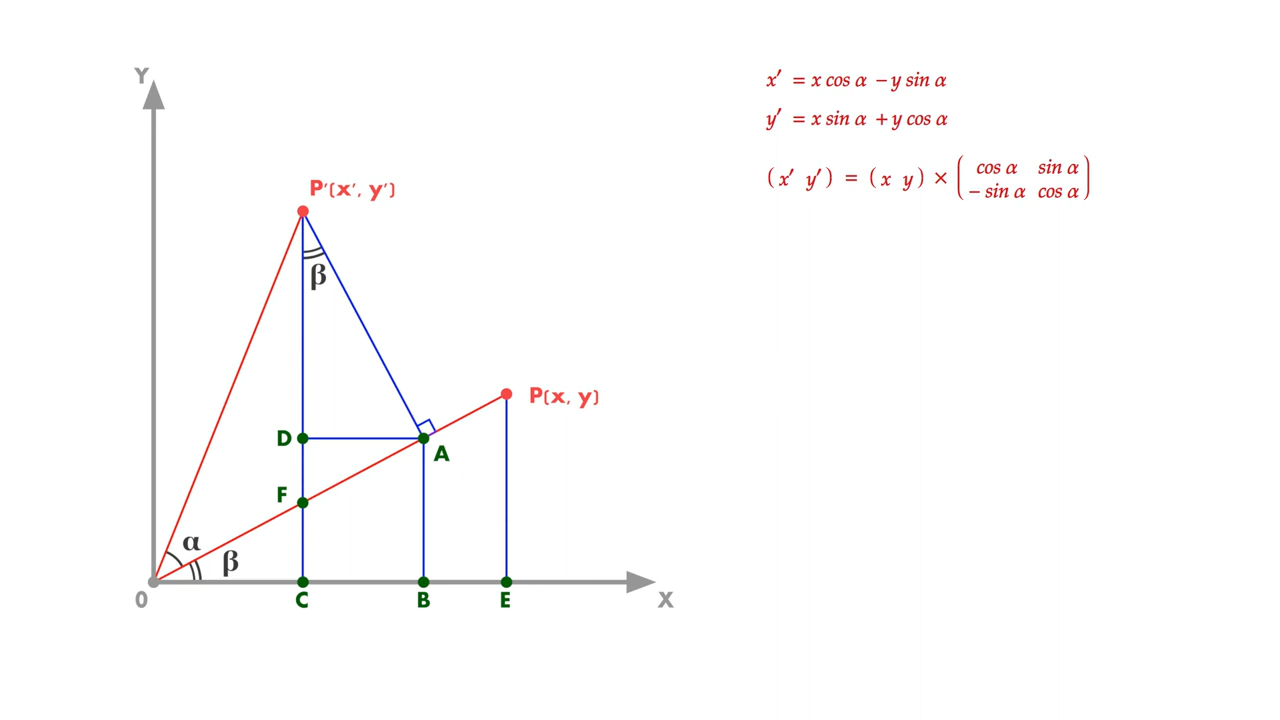 Y
x′ = x cos α − y sin α
y′ = x sin α + y cos α
( x′ y′ ) = ( x y ) × ( cos α sin α
− sin α cos α )
P′(x′, y′)
β
P(x, y)
D
A
F
α
β
0
C
B
E
X